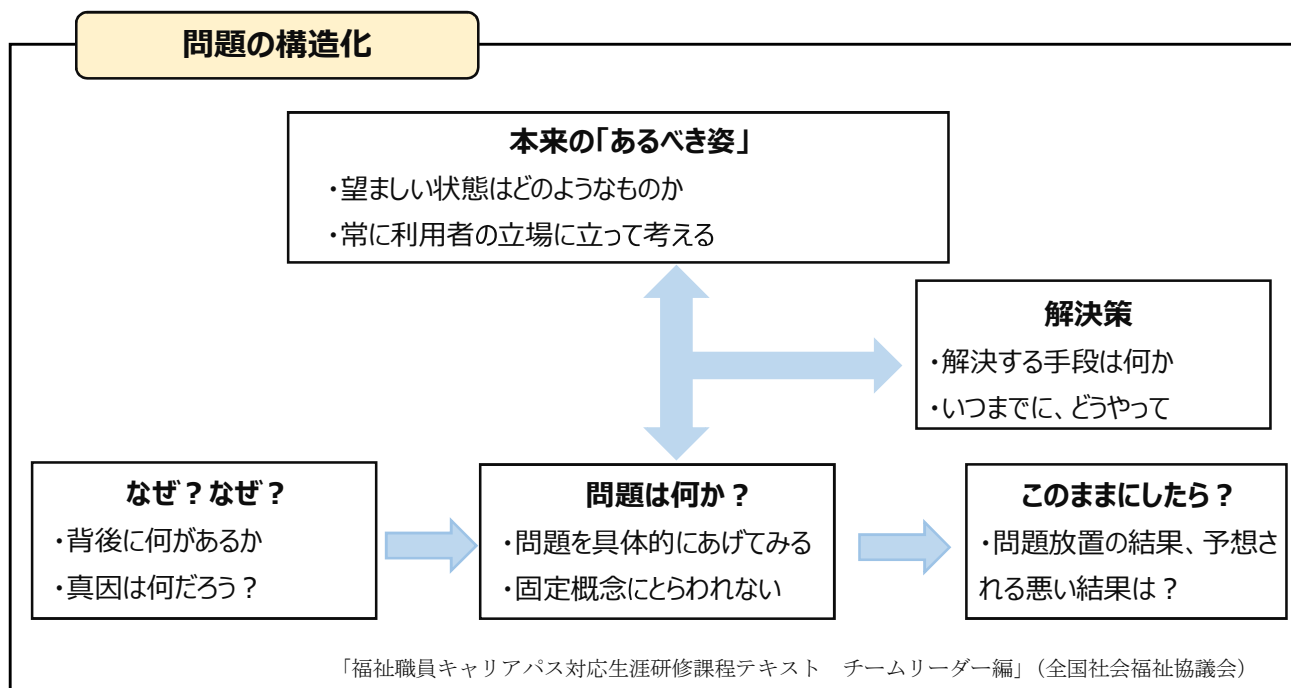 問題の構造化
本来の「あるべき姿」
・望ましい状態はどのようなものか
・常に利用者の立場に立って考える
解決策
・解決する手段は何か
・いつまでに、どうやって
なぜ?なぜ?
・背後に何があるか
・真因は何だろう?
問題は何か?
・問題を具体的にあげてみる
・固定概念にとらわれない
このままにしたら?
・問題放置の結果、予想さ
れる悪い結果は?
「福祉職員キャリアパス対応生涯研修課程テキスト　チームリーダー編」(全国社会福祉協議会)